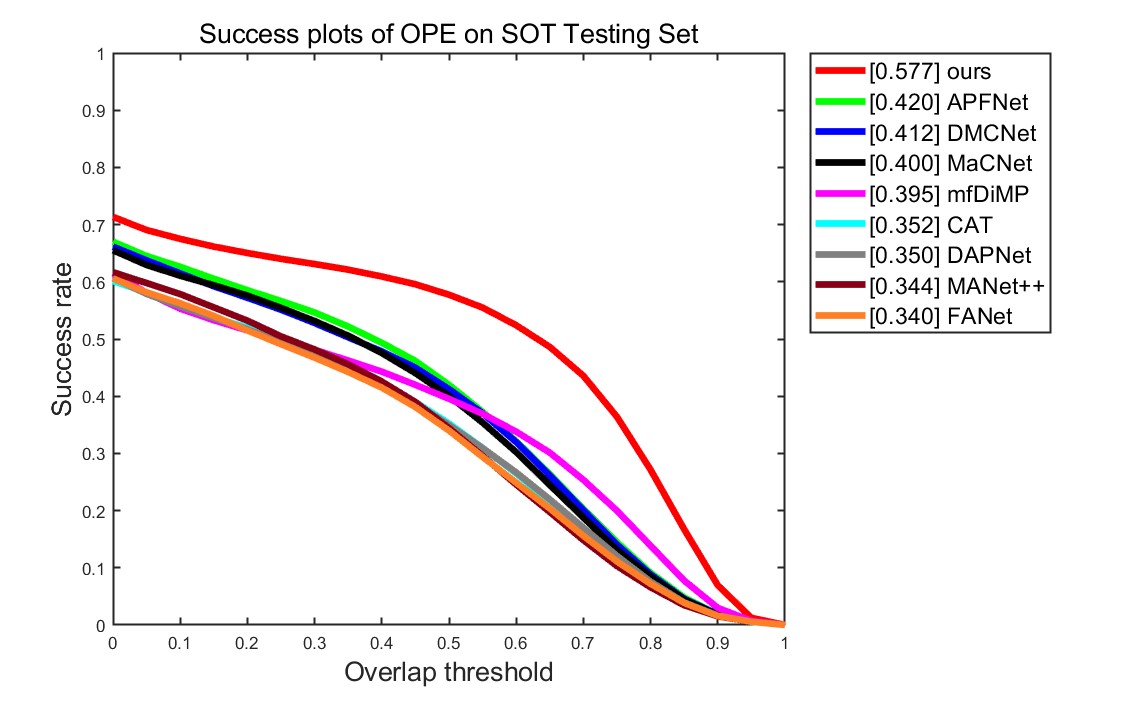 Success plots of OPE on SOT Testing Set
1
0.9
0.8
0.7
0.6
0.5
0.4
0.3
0.2
0.1
0
Success rate
0 0.1 0.2 0.3 0.4 0.5 0.6 0.7 0.8 0.9 1
Overlap threshold
[0.577] ours
[0.420] APFNet
[0.412] DMCNet
[0.400] MaCNet
[0.395] mfDiMP
[0.352] CAT
[0.350] DAPNet
[0.344] MANet++
[0.340] FANet